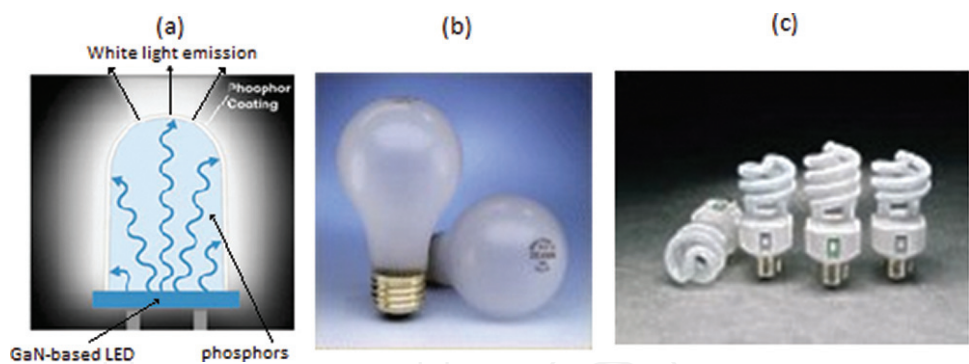 (a)
White light emission
Phoophor
Coating
GaN-based LED
phosphors
(b)
(c)